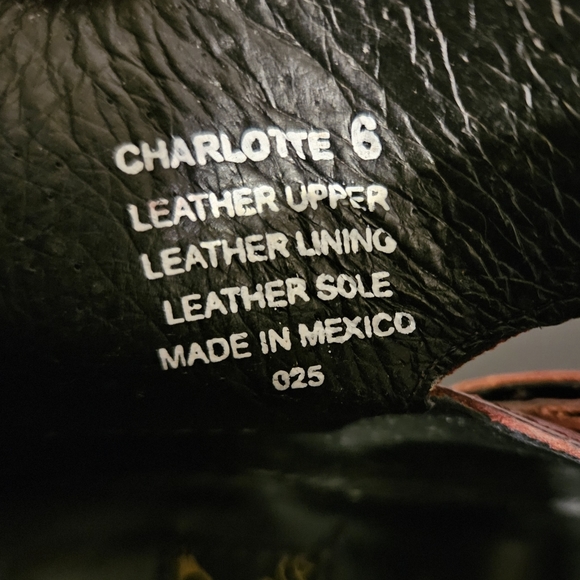 CHARLOTTE 6
LEATHER UPPER
LEATHER LINING
LEATHER SOLE
MADE IN MEXICO
025